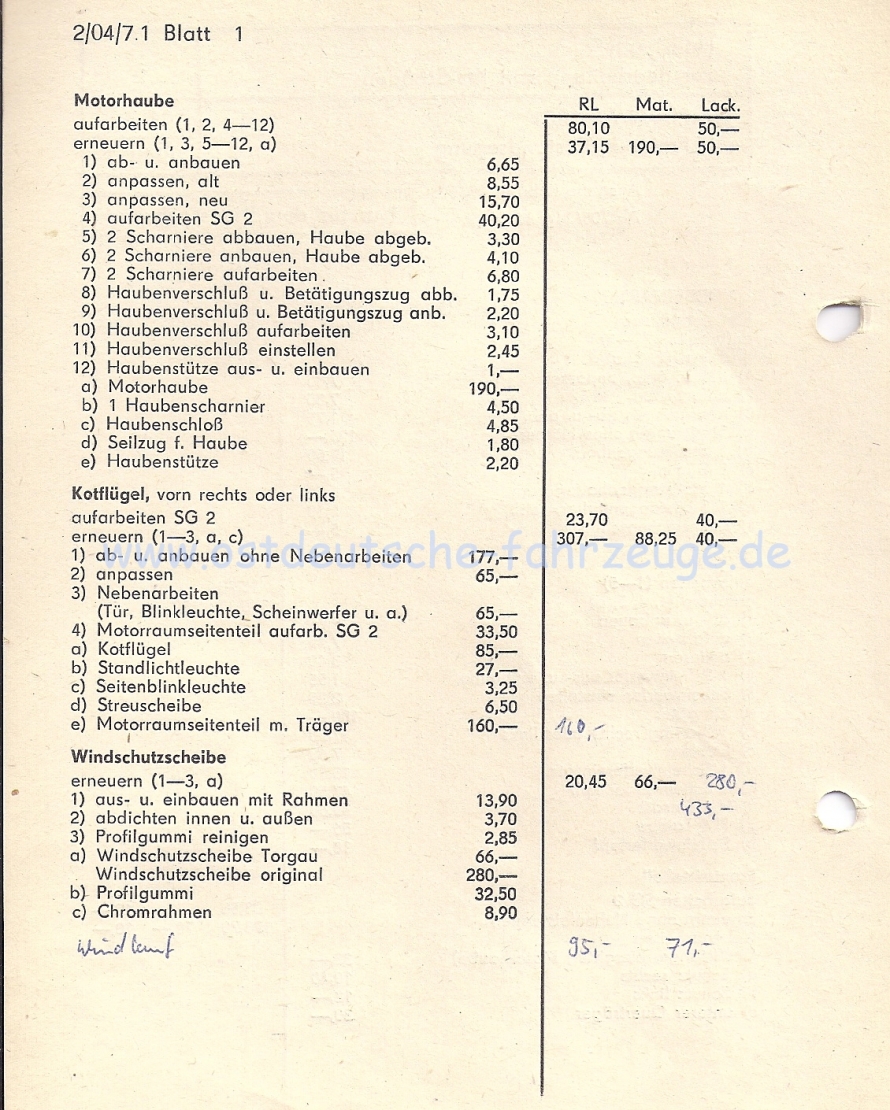 2/04/7.1 Blatt 1
Motorhaube RL Mat. Lack.
aufarbeiten (1, 2, 4—12) 80,10 50,—
erneuern (1, 3, 5—12, a) 37,15 190,— 50,—
1) ab- u. anbauen 6,65
2) anpassen, alt 8,55
3) anpassen, neu 15,70
4) aufarbeiten SG 2 40,20
5) 2 Scharniere abbauen, Haube abgeb. 3,30
6) 2 Scharniere anbauen, Haube abgeb. 4,10
7) 2 Scharniere aufarbeiten 6,80
8) Haubenverschluß u. Betätigungszug abb. 1,75
9) Haubenverschluß u. Betätigungszug anb. 2,20
10) Haubenverschluß aufarbeiten 3,10
11) Haubenverschluß einstellen 2,45
12) Haubenstütze aus- u. einbauen 1,—
a) Motorhaube 190,—
b) 1 Haubenscharnier 4,50
c) Haubenschloß 4,85
d) Seilzug f. Haube 1,80
e) Haubenstütze 2,20
Kotflügel, vorn rechts oder links
aufarbeiten SG 2 23,70 40,—
erneuern (1—3, a, c) 307,— 88,25 40,—
www.ostdeutsche-fahrzeuge.de
1) ab- u. anbauen ohne Nebenarbeiten 177,—
2) anpassen 65,—
3) Nebenarbeiten
(Tür, Blinkleuchte, Scheinwerfer u. a.) 65,—
4) Motorraumseitenteil aufarb. SG 2 33,50
a) Kotflügel 85,—
b) Standlichtleuchte 27,—
c) Seitenblinkleuchte 3,25
d) Streuscheibe 6,50
e) Motorraumseitenteil m. Träger 160,— 160,-
Windschutzscheibe
erneuern (1—3, a) 20,45 66,— 280,-
1) aus- u. einbauen mit Rahmen 13,90
433,-
2) abdichten innen u. außen 3,70
3) Profilgummi reinigen 2,85
a) Windschutzscheibe Torgau 66,—
Windschutzscheibe original 280,—
b) Profilgummi 32,50
c) Chromrahmen 8,90
Windlauf 95,- 71,-